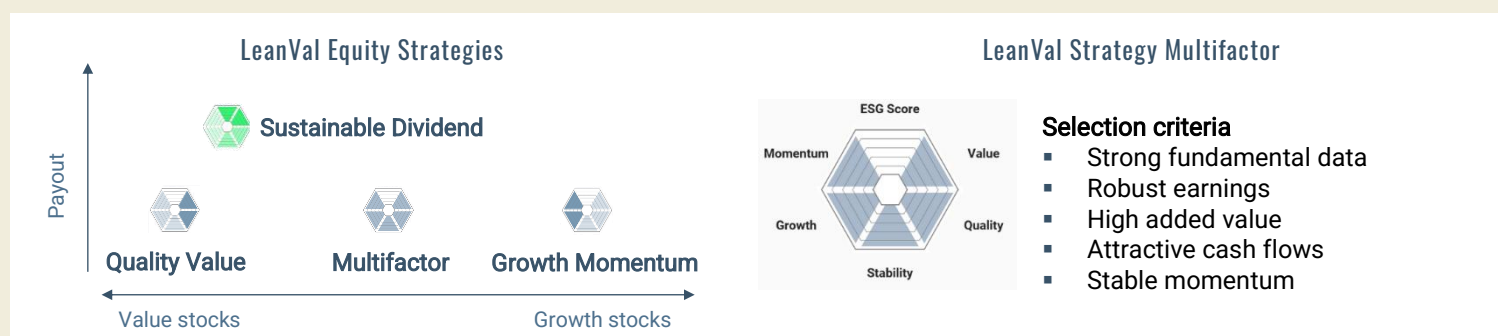 LeanVal Equity Strategies
Payout
Sustainable Dividend
Quality Value
Multifactor
Growth Momentum
Value stocks
Growth stocks
LeanVal Strategy Multifactor
ESG Score
Momentum
Value
Growth
Quality
Stability
Selection criteria
▪ Strong fundamental data
▪ Robust earnings
▪ High added value
▪ Attractive cash flows
▪ Stable momentum